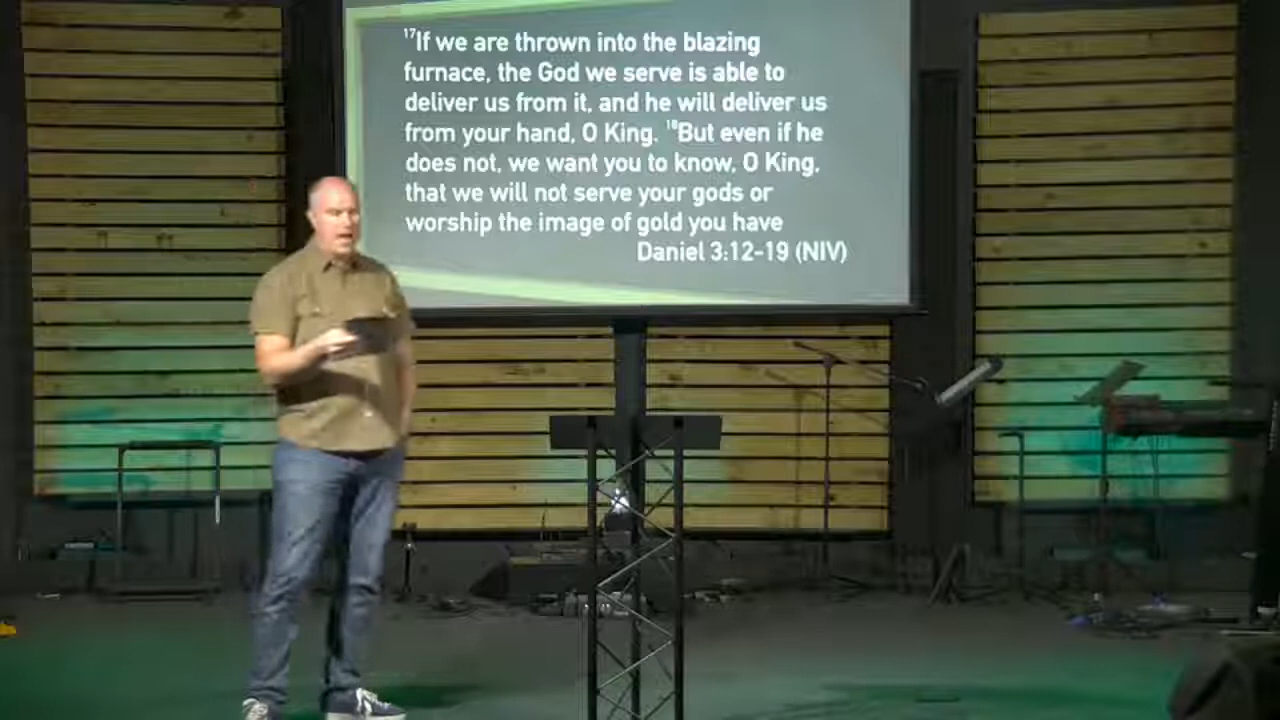 ¹⁷If we are thrown into the blazing
furnace, the God we serve is able to
deliver us from it, and he will deliver us
from your hand, O King. ¹⁸But even if he
does not, we want you to know, O King,
that we will not serve your gods or
worship the image of gold you have
Daniel 3:12-19 (NIV)